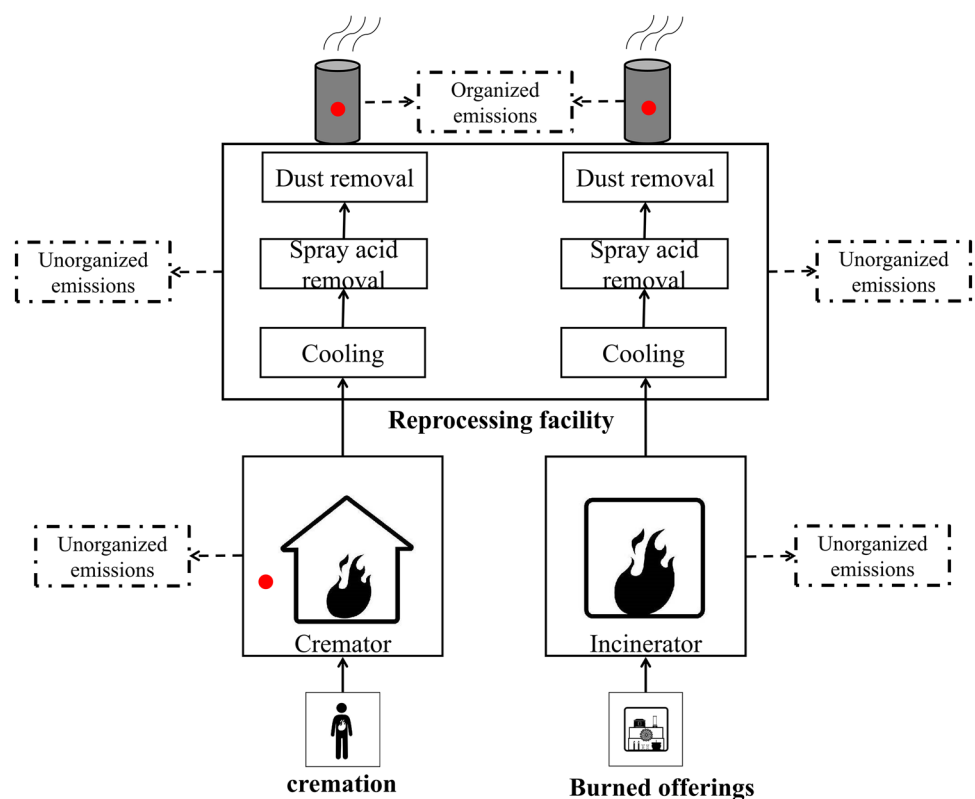 Organized
emissions
Dust removal
Dust removal
Spray acid
removal
Spray acid
removal
Unorganized
emissions
Unorganized
emissions
Cooling
Cooling
Reprocessing facility
Unorganized
emissions
Unorganized
emissions
Cremator
Incinerator
cremation
Burned offerings